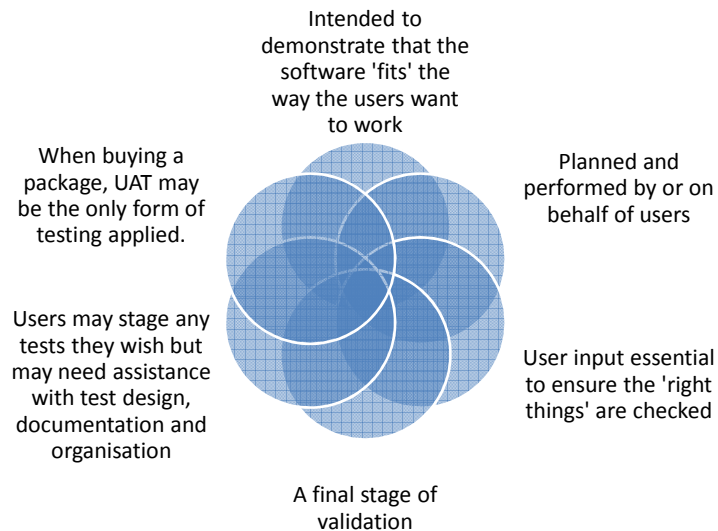 Intended to
demonstrate that the
software 'fits' the
way the users want
to work
Planned and
performed by or on
behalf of users
User input essential
to ensure the 'right
things' are checked
A final stage of
validation
Users may stage any
tests they wish but
may need assistance
with test design,
documentation and
organisation
When buying a
package, UAT may
be the only form of
testing applied.